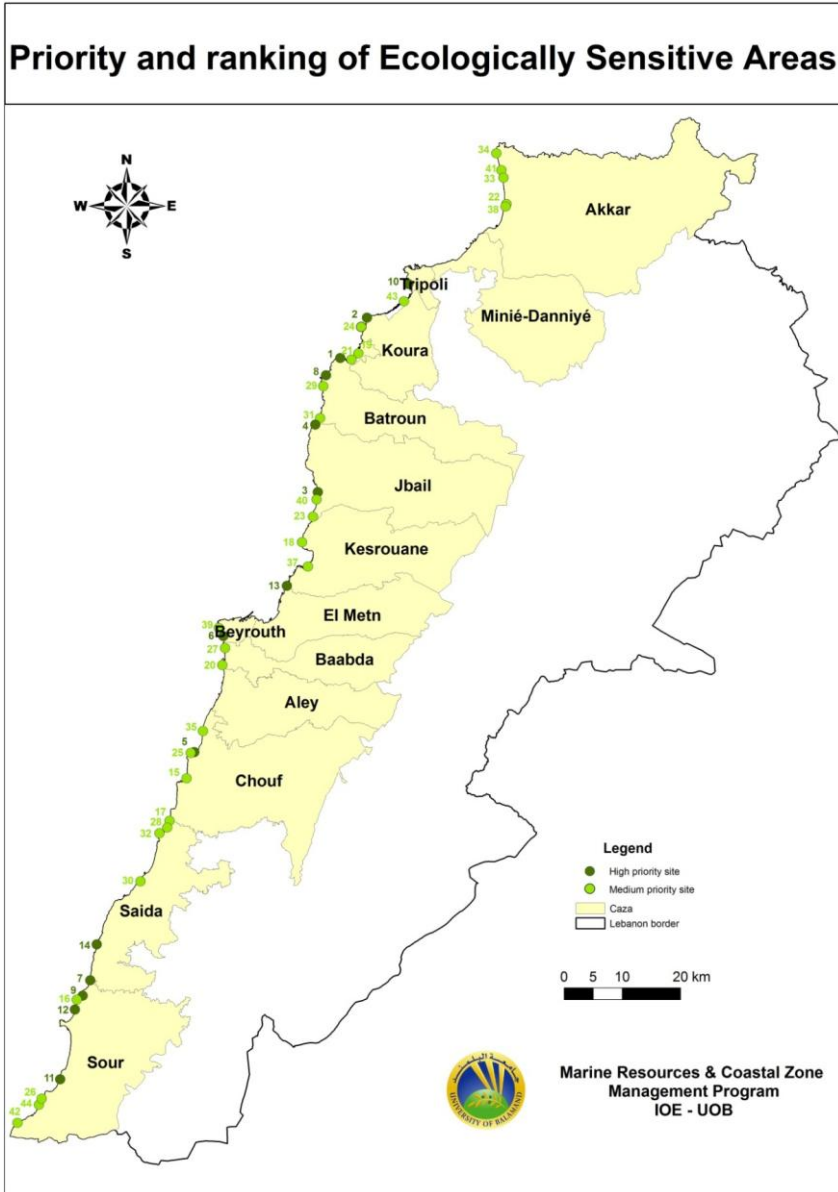 Priority and ranking of Ecologically Sensitive Areas
N
W E
S
34
41
33
22
38
Akkar
10
Tripoli
43
Minié-Danniyé
2
24
19
Koura
21
1
8
29
Batroun
31
4
Jbail
3
40
23
18
Kesrouane
37
13
El Metn
39
Beyrouth
6
27
Baabda
20
Aley
35
5
25
Chouf
15
17
28
32
30
Saida
14
7
9
16
12
Sour
11
26
44
42
Legend
High priority site
Medium priority site
Caza
Lebanon border
0 5 10 20 km
UNIVERSITY OF BALAMAND
Marine Resources & Coastal Zone
Management Program
IOE - UOB